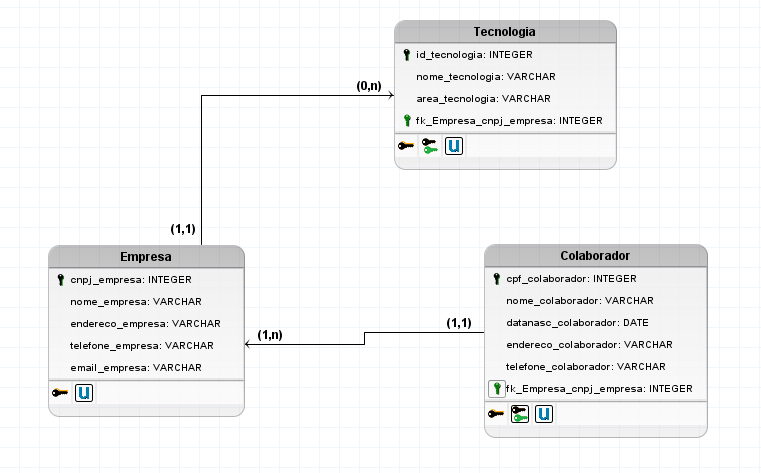 Tecnologia
id_tecnologia: INTEGER
nome_tecnologia: VARCHAR
area_tecnologia: VARCHAR
fk_Empresa_cnpj_empresa: INTEGER
U
(0,n)
(1,1)
Empresa
cnpj_empresa: INTEGER
nome_empresa: VARCHAR
endereco_empresa: VARCHAR
telefone_empresa: VARCHAR
email_empresa: VARCHAR
U
(1,n)
(1,1)
Colaborador
cpf_colaborador: INTEGER
nome_colaborador: VARCHAR
datanasc_colaborador: DATE
endereco_colaborador: VARCHAR
telefone_colaborador: VARCHAR
fk_Empresa_cnpj_empresa: INTEGER
U